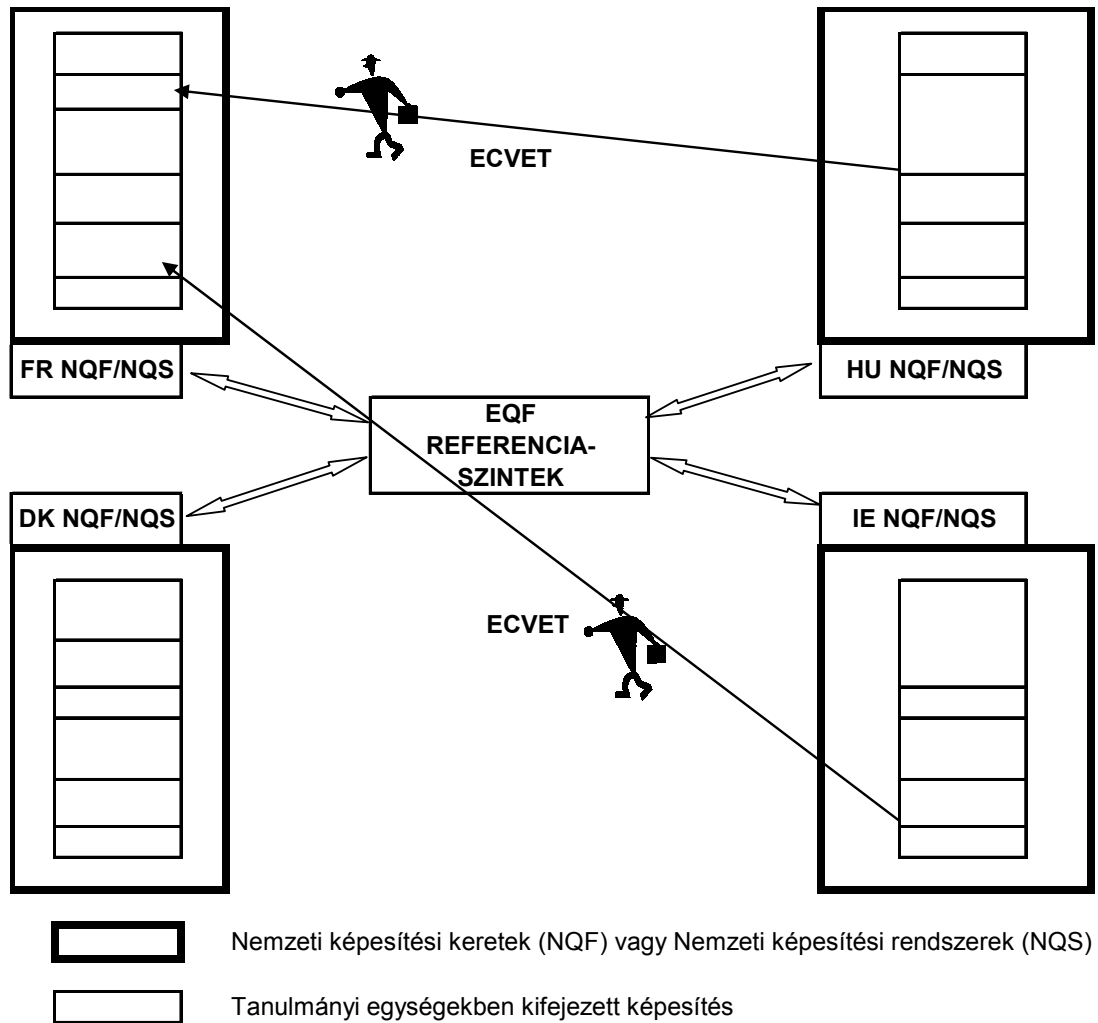 ECVET
FR NQF/NQS
HU NQF/NQS
EQF
REFERENCIA-
SZINTEK
DK NQF/NQS
IE NQF/NQS
ECVET
Nemzeti képesítési keretek (NQF) vagy Nemzeti képesítési rendszerek (NQS)
Tanulmányi egységekben kifejezett képesítés